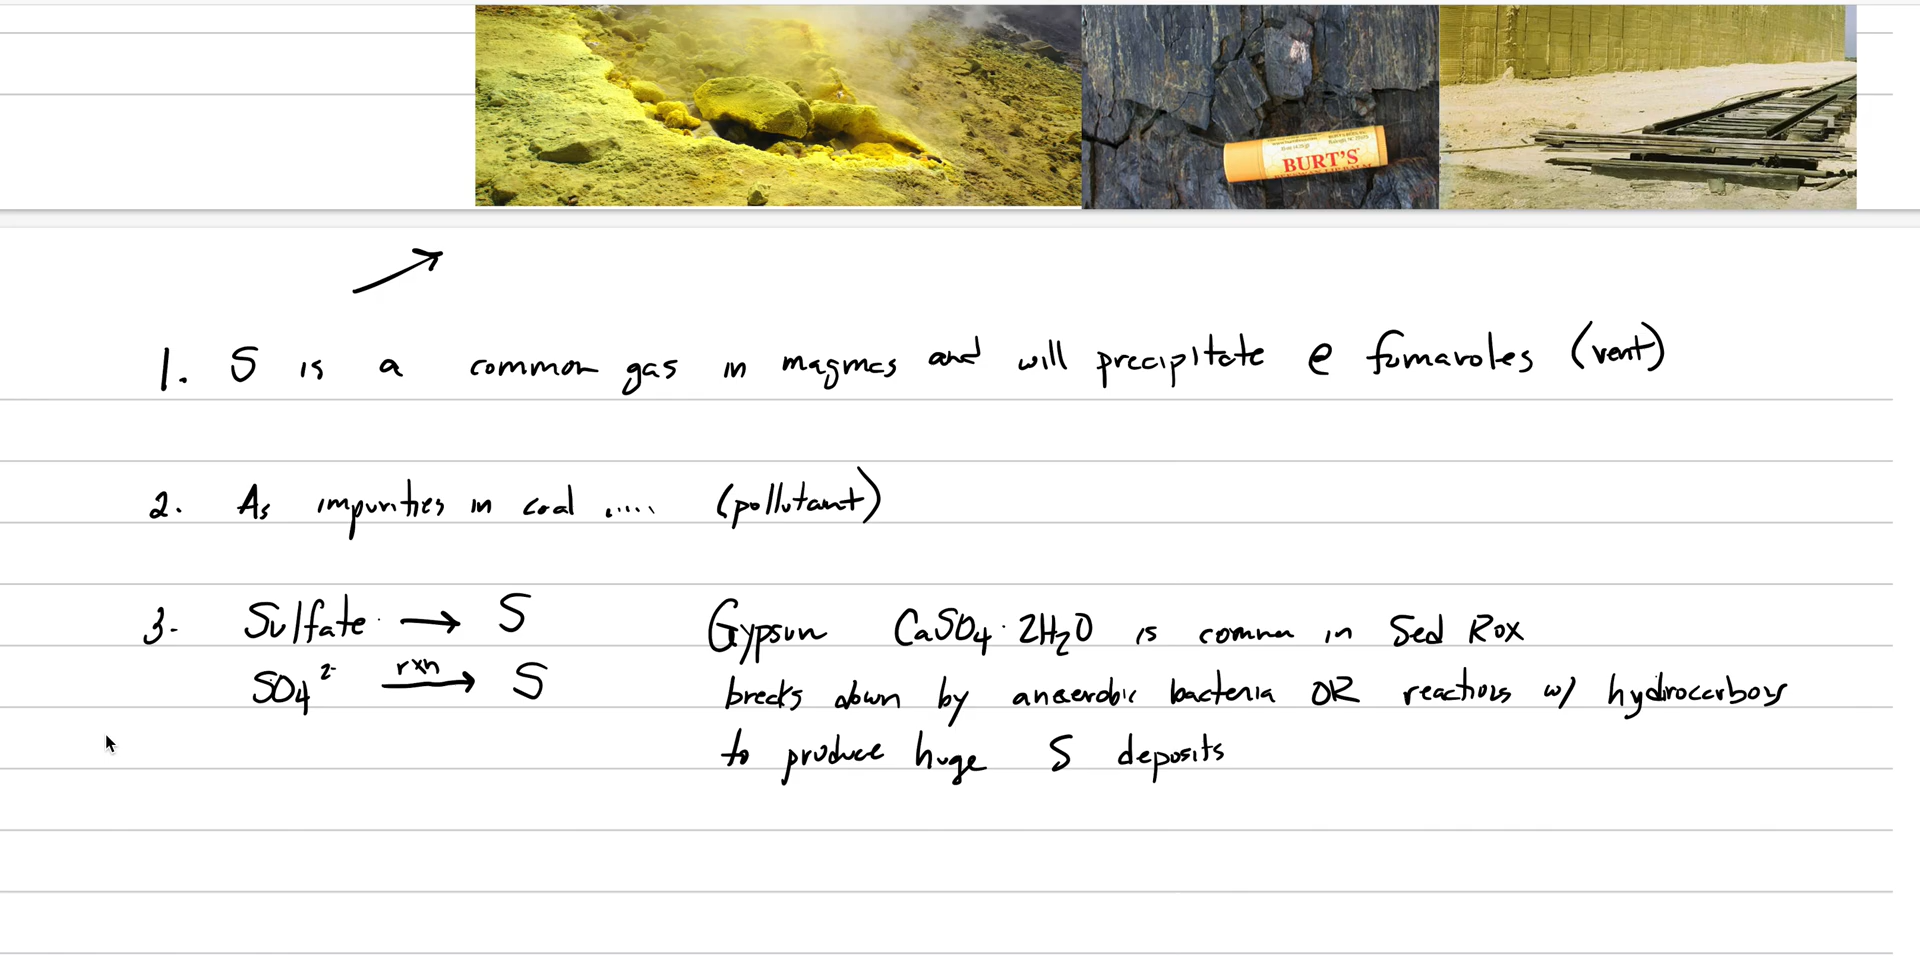 BURT'S
1. S is a common gas in magmas and will precipitate @ fumaroles (vent)
2. As impurities in coal ..... (pollutant)
3. Sulfate → S
SO4 2- rxn → S
Gypsum CaSO4 · 2H2O is common in Sed Rox
breaks down by anaerobic bacteria OR reactions w/ hydrocarbons
to produce huge S deposits